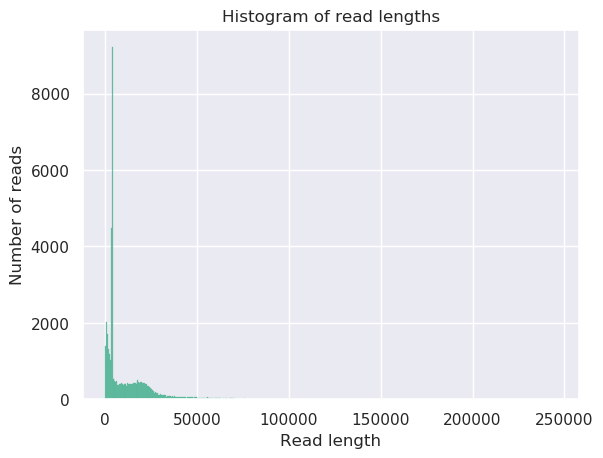 Histogram of read lengths
Number of reads
8000
6000
4000
2000
0
0 50000 100000 150000 200000 250000
Read length